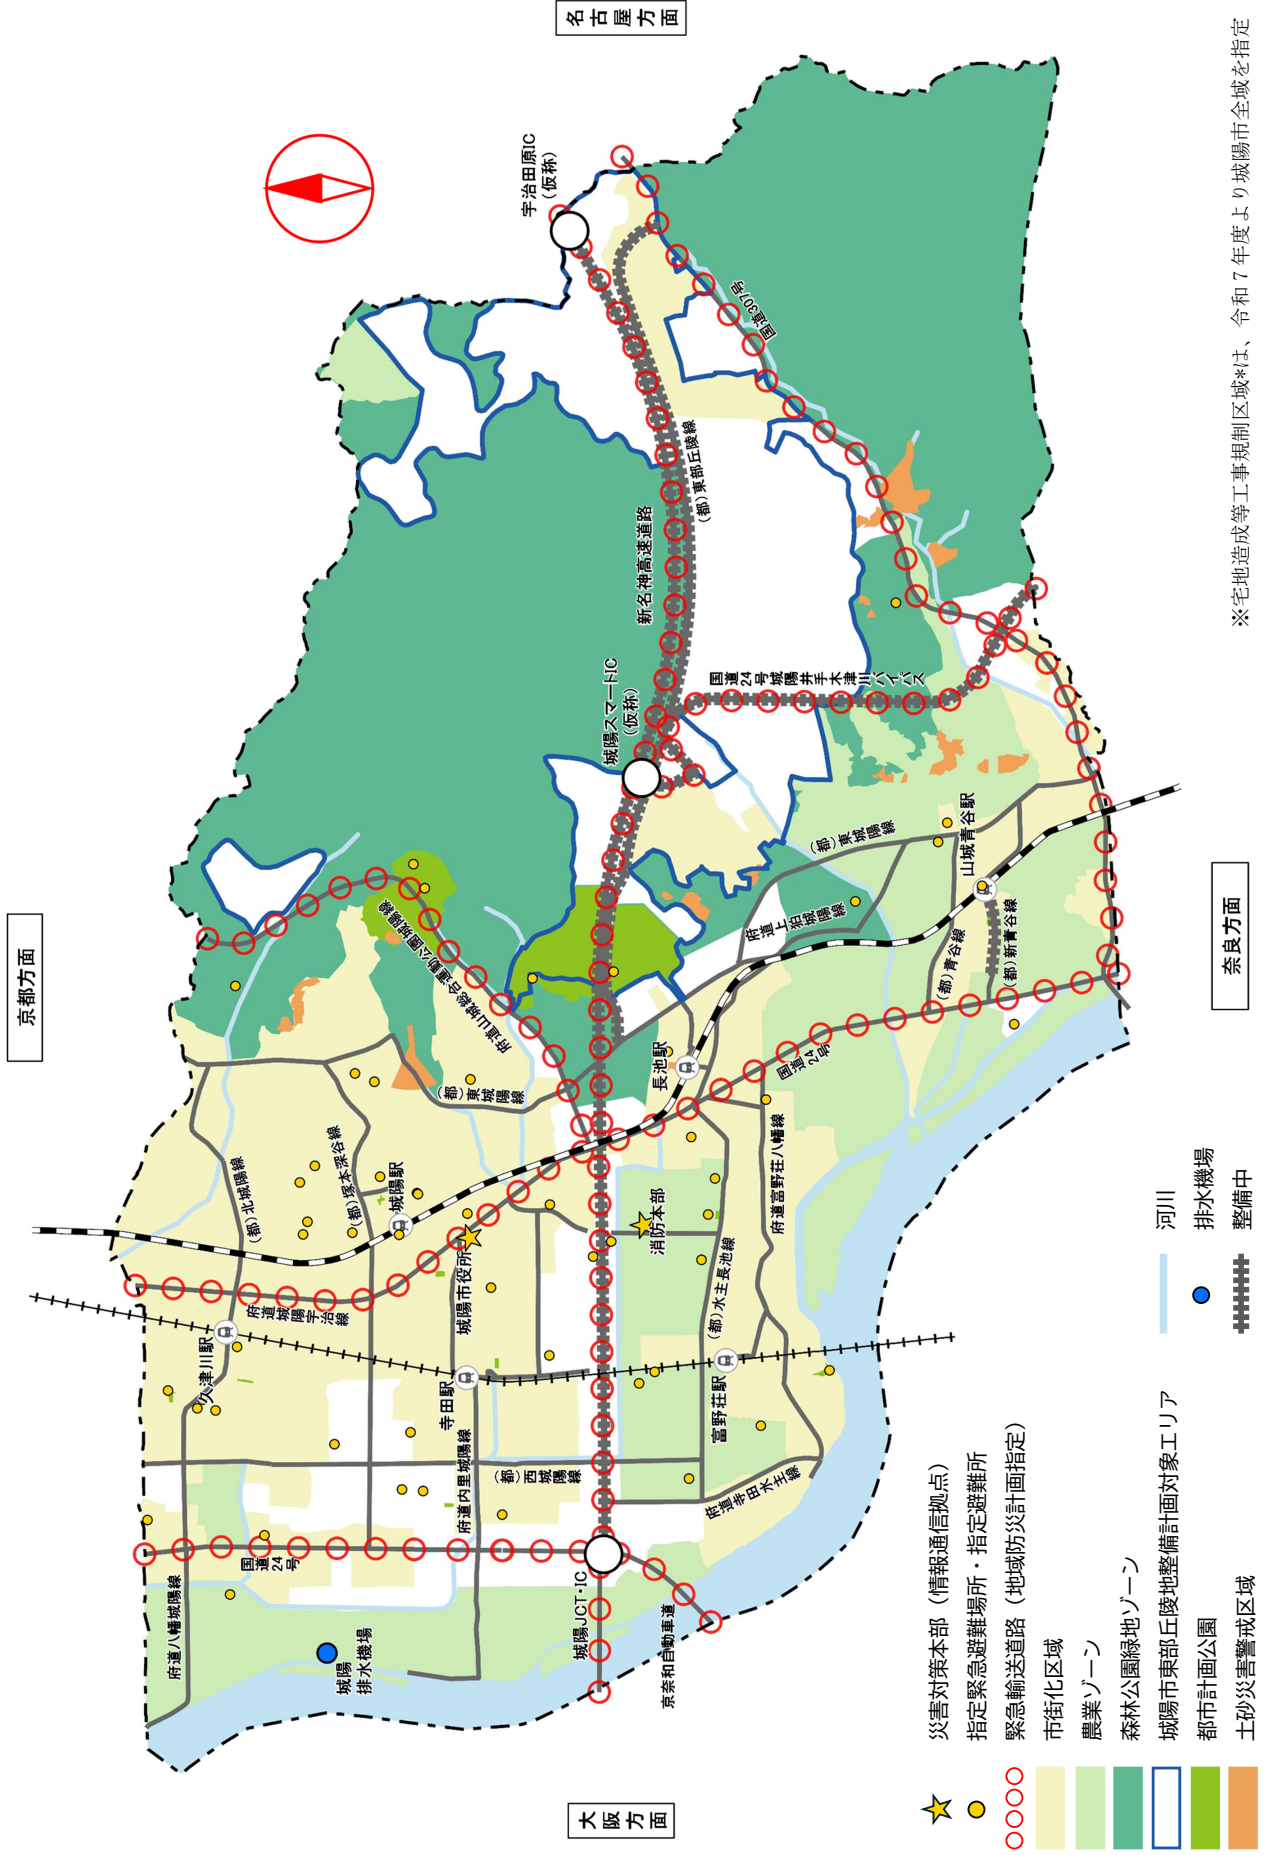 京都方面
名古屋方面
大阪方面
奈良方面
宇治田原IC
(仮称)
国道307号
(都)東部丘陵線
新名神高速道路
城陽スマートIC
(仮称)
国道24号城陽井手木津川バイパス
府道山城総合運動公園城陽線
(都)東城陽線
(都)東城陽線
府道上狛城陽線
山城青谷駅
(都)青谷線
(都)新青谷線
長池駅
国道24号
府道富野荘八幡線
(都)北城陽線
(都)塚本深谷線
城陽駅
消防本部
城陽市役所
府道城陽宇治線
(都)水主長池線
久津川駅
寺田駅
富野荘駅
府道内里城陽線
(都)西城陽線
府道寺田水主線
国道24号
府道八幡城陽線
城陽
排水機場
城陽JCT・IC
京奈和自動車道
災害対策本部(情報通信拠点)
指定緊急避難場所・指定避難所
緊急輸送道路(地域防災計画指定)
市街化区域
農業ゾーン
森林公園緑地ゾーン
城陽市東部丘陵地整備計画対象エリア
都市計画公園
土砂災害警戒区域
河川
排水機場
整備中
※宅地造成等工事規制区域*は、令和7年度より城陽市全域を指定